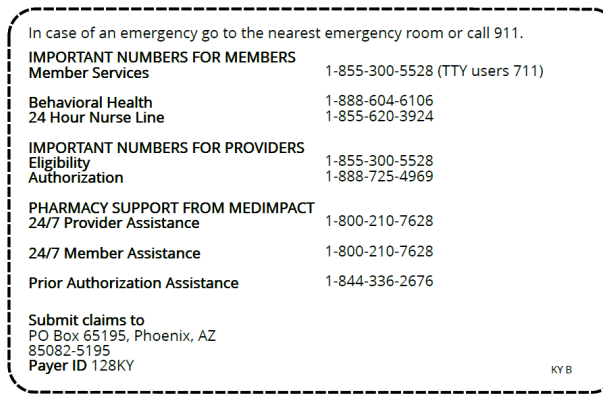 In case of an emergency go to the nearest emergency room or call 911.
IMPORTANT NUMBERS FOR MEMBERS
Member Services 1-855-300-5528 (TTY users 711)
Behavioral Health 1-888-604-6106
24 Hour Nurse Line 1-855-620-3924
IMPORTANT NUMBERS FOR PROVIDERS
Eligibility 1-855-300-5528
Authorization 1-888-725-4969
PHARMACY SUPPORT FROM MEDIMPACT
24/7 Provider Assistance 1-800-210-7628
24/7 Member Assistance 1-800-210-7628
Prior Authorization Assistance 1-844-336-2676
Submit claims to
PO Box 65195, Phoenix, AZ
85082-5195
Payer ID 128KY
KY B